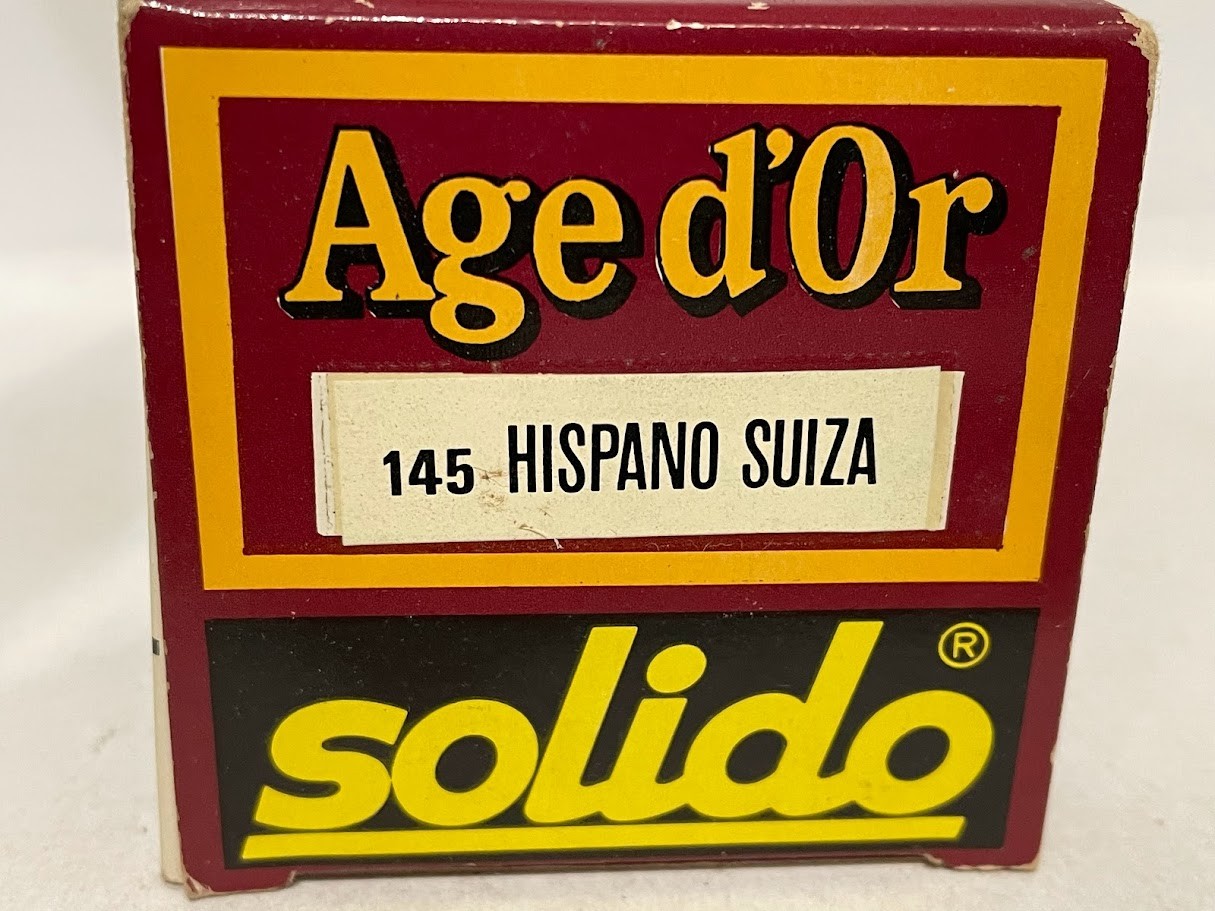 Age d'Or
145 HISPANO SUIZA
solido ®